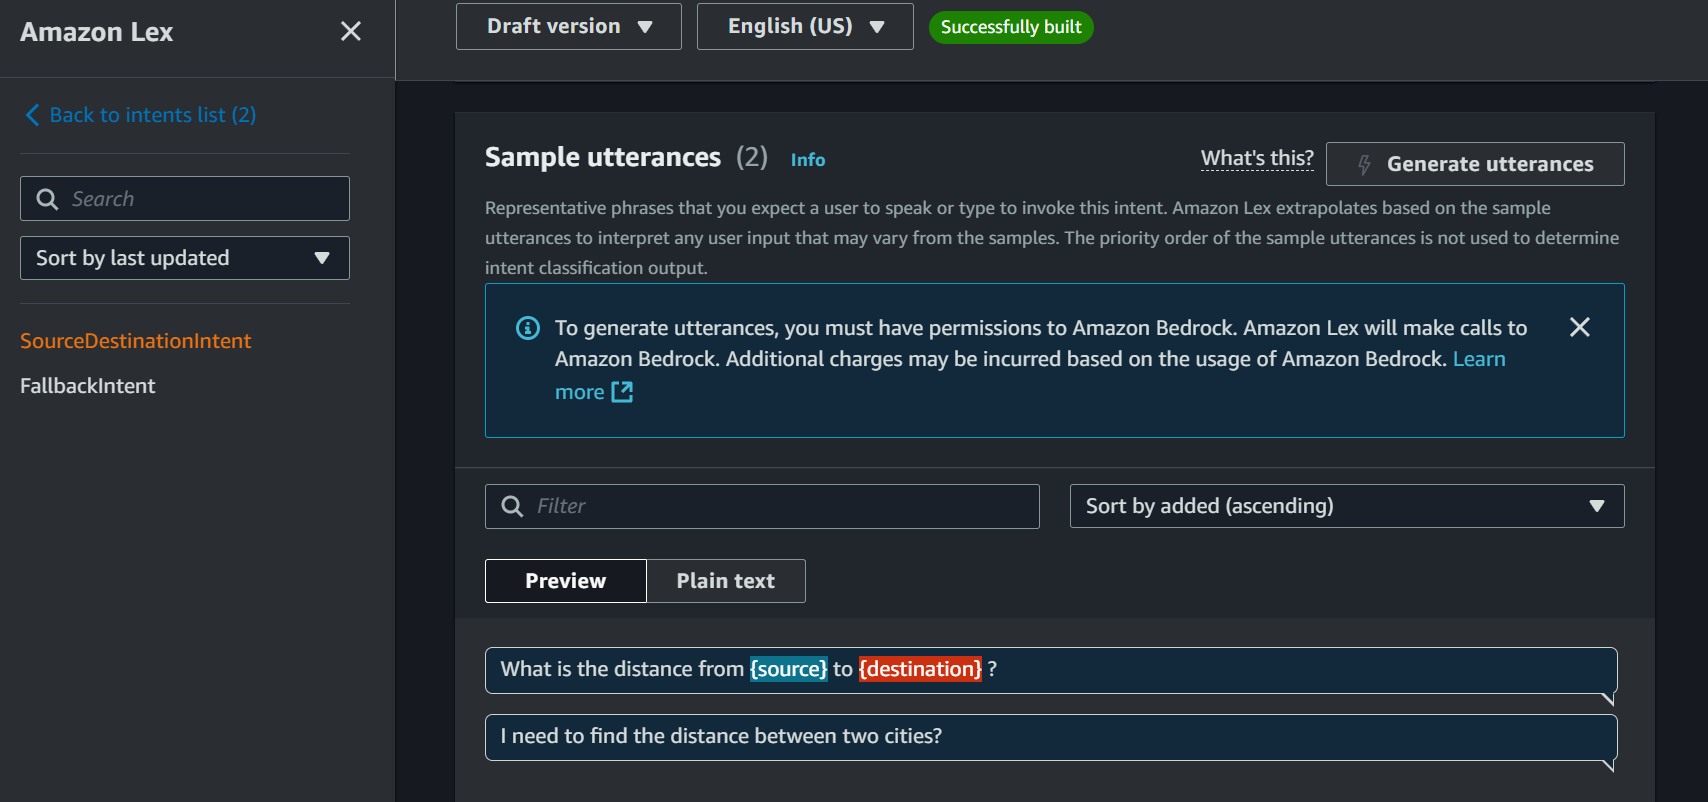 Amazon Lex
Draft version
English (US)
Successfully built
Back to intents list (2)
Search
Sort by last updated
SourceDestinationIntent
FallbackIntent
Sample utterances (2) Info
What's this?
Generate utterances
Representative phrases that you expect a user to speak or type to invoke this intent. Amazon Lex extrapolates based on the sample
utterances to interpret any user input that may vary from the samples. The priority order of the sample utterances is not used to determine
intent classification output.
To generate utterances, you must have permissions to Amazon Bedrock. Amazon Lex will make calls to
Amazon Bedrock. Additional charges may be incurred based on the usage of Amazon Bedrock. Learn
more
Filter
Sort by added (ascending)
Preview
Plain text
What is the distance from {source} to {destination} ?
I need to find the distance between two cities?